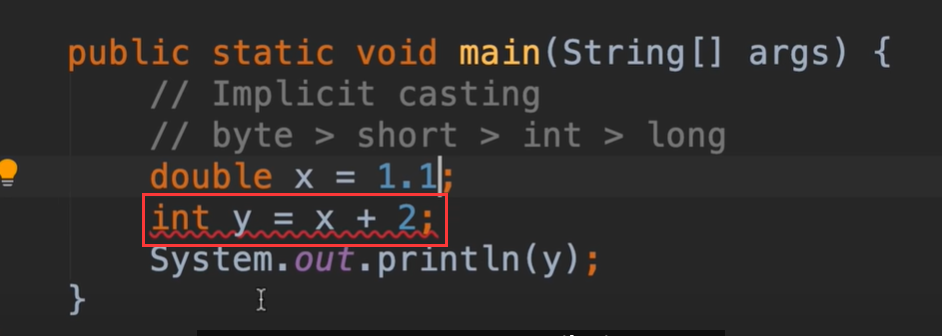 public static void main(String[] args) {
// Implicit casting
// byte > short > int > long
double x = 1.1;
int y = x + 2;
System.out.println(y);
}